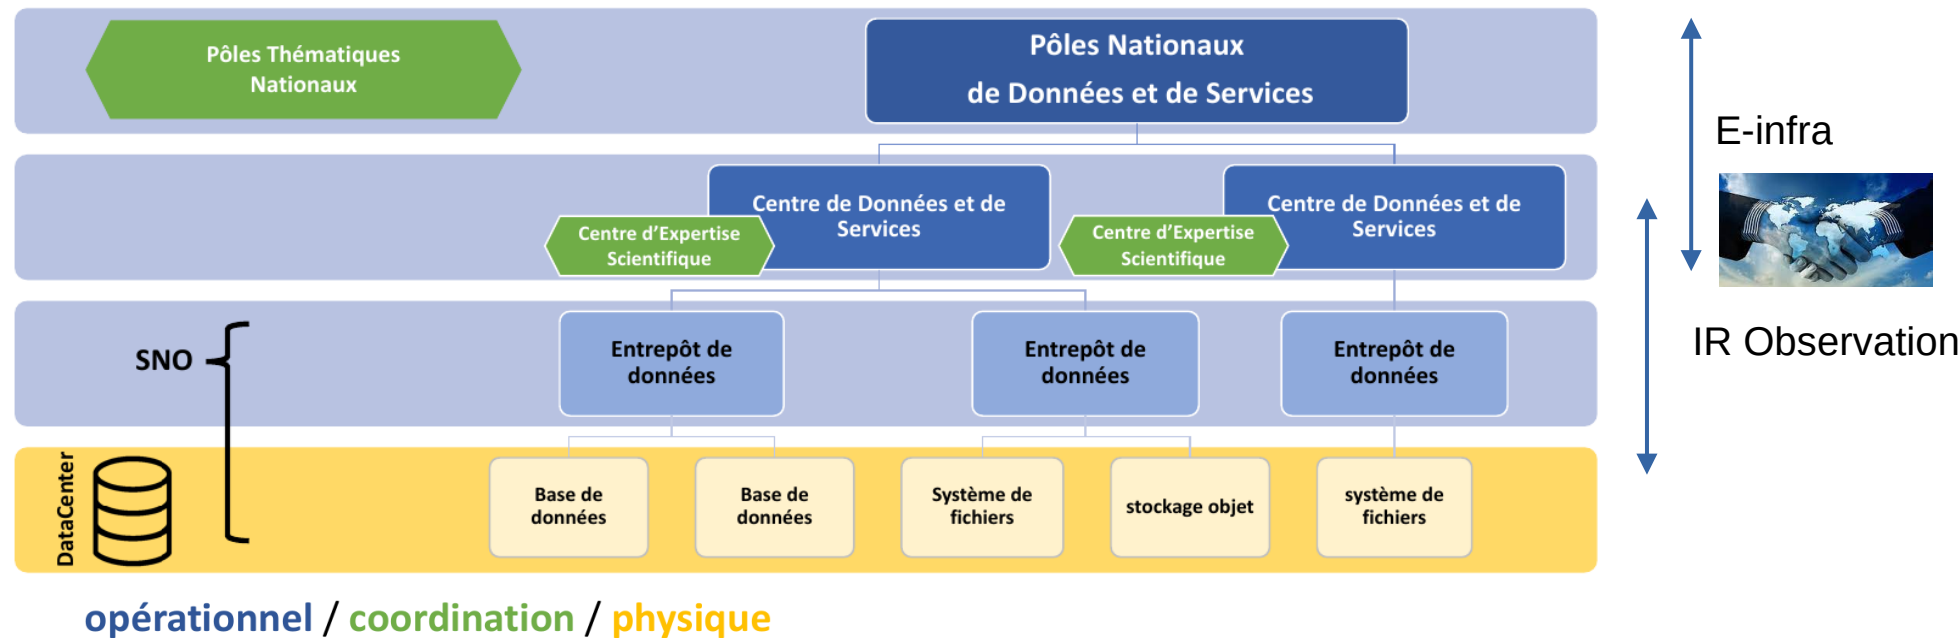 Pôles Thématiques
Nationaux
Pôles Nationaux
de Données et de Services
E-infra
Centre de Données et de
Services
Centre d'Expertise
Scientifique
Centre de Données et de
Services
Centre d'Expertise
Scientifique
IR Observation
SNO
Entrepôt de
données
Entrepôt de
données
Entrepôt de
données
DataCenter
Base de
données
Base de
données
Système de
fichiers
stockage objet
système de
fichiers
opérationnel / coordination / physique